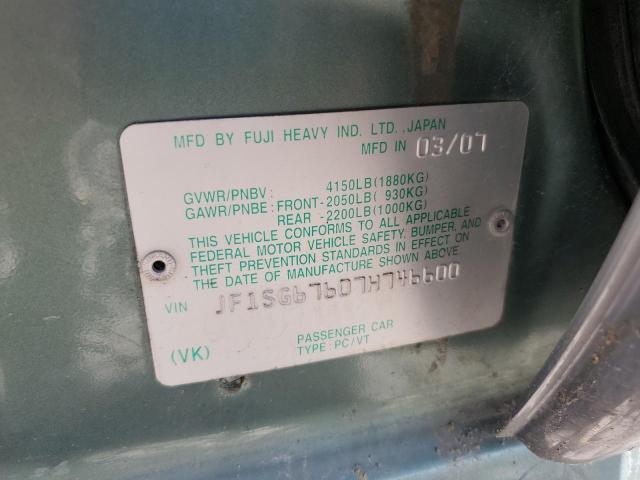 MFD BY FUJI HEAVY IND. LTD.,JAPAN
MFD IN 03/07
GVWR/PNBV: 4150LB(1880KG)
GAWR/PNBE: FRONT-2050LB( 930KG)
REAR -2200LB(1000KG)
THIS VEHICLE CONFORMS TO ALL APPLICABLE
FEDERAL MOTOR VEHICLE SAFETY, BUMPER, AND
THEFT PREVENTION STANDARDS IN EFFECT ON
THE DATE OF MANUFACTURE SHOWN ABOVE.
VIN JF1SG67607H746600
PASSENGER CAR
(VK) TYPE: PC/VT